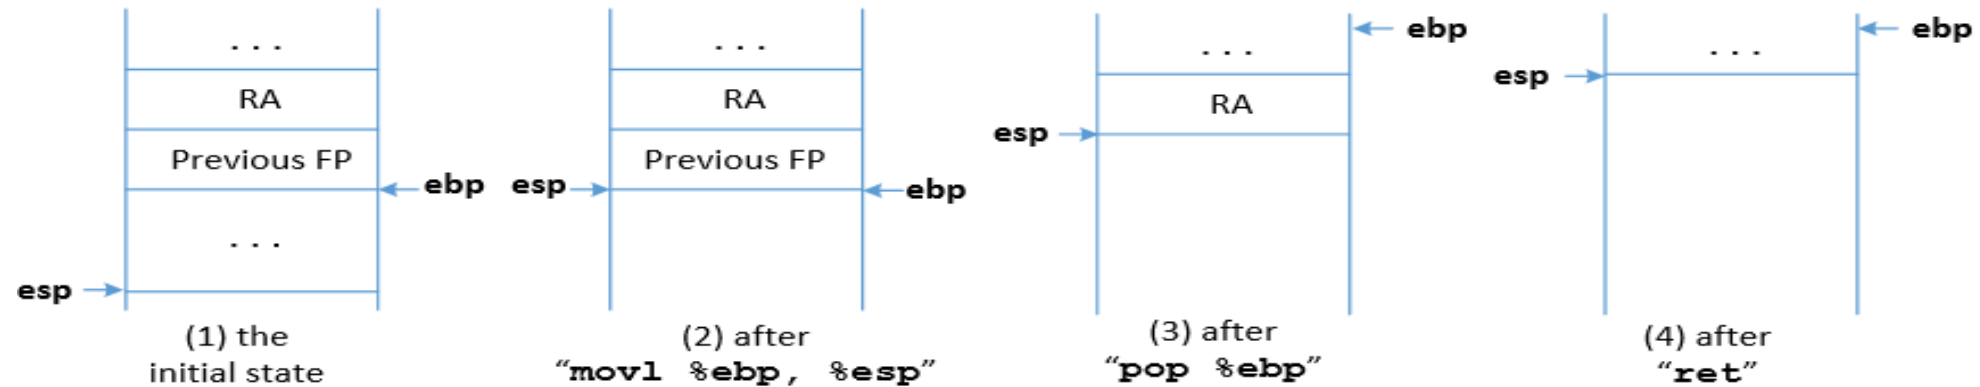 . . .
RA
Previous FP
ebp
. . .
esp
(1) the
initial state
. . .
RA
Previous FP
esp
ebp
(2) after
“movl %ebp, %esp”
ebp
. . .
RA
esp
(3) after
“pop %ebp”
ebp
. . .
esp
(4) after
“ret”